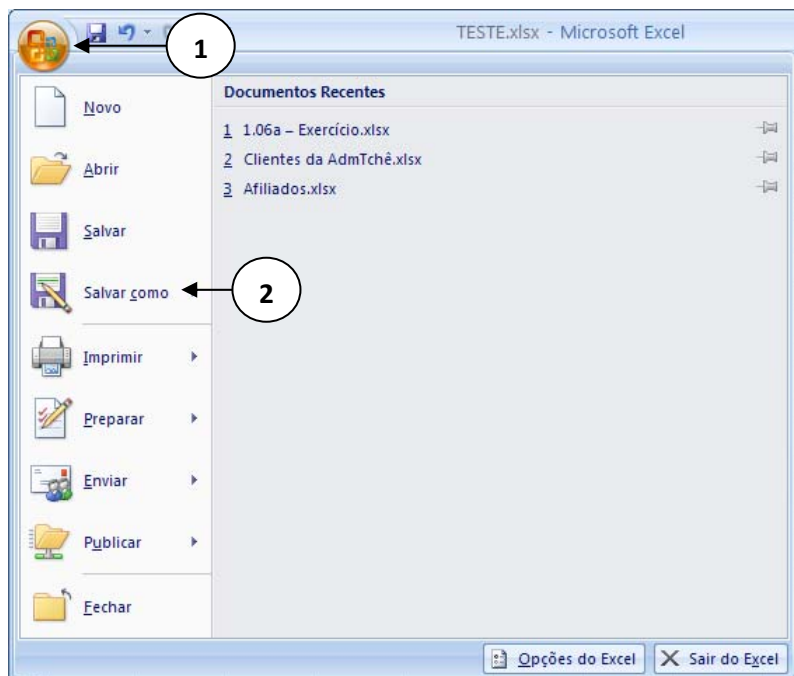 TESTE.xlsx - Microsoft Excel
1
Documentos Recentes
Novo
1 1.06a – Exercício.xlsx
2 Clientes da AdmTchê.xlsx
Abrir
3 Afiliados.xlsx
Salvar
Salvar como
2
Imprimir
Preparar
Enviar
Publicar
Fechar
Opções do Excel
Sair do Excel